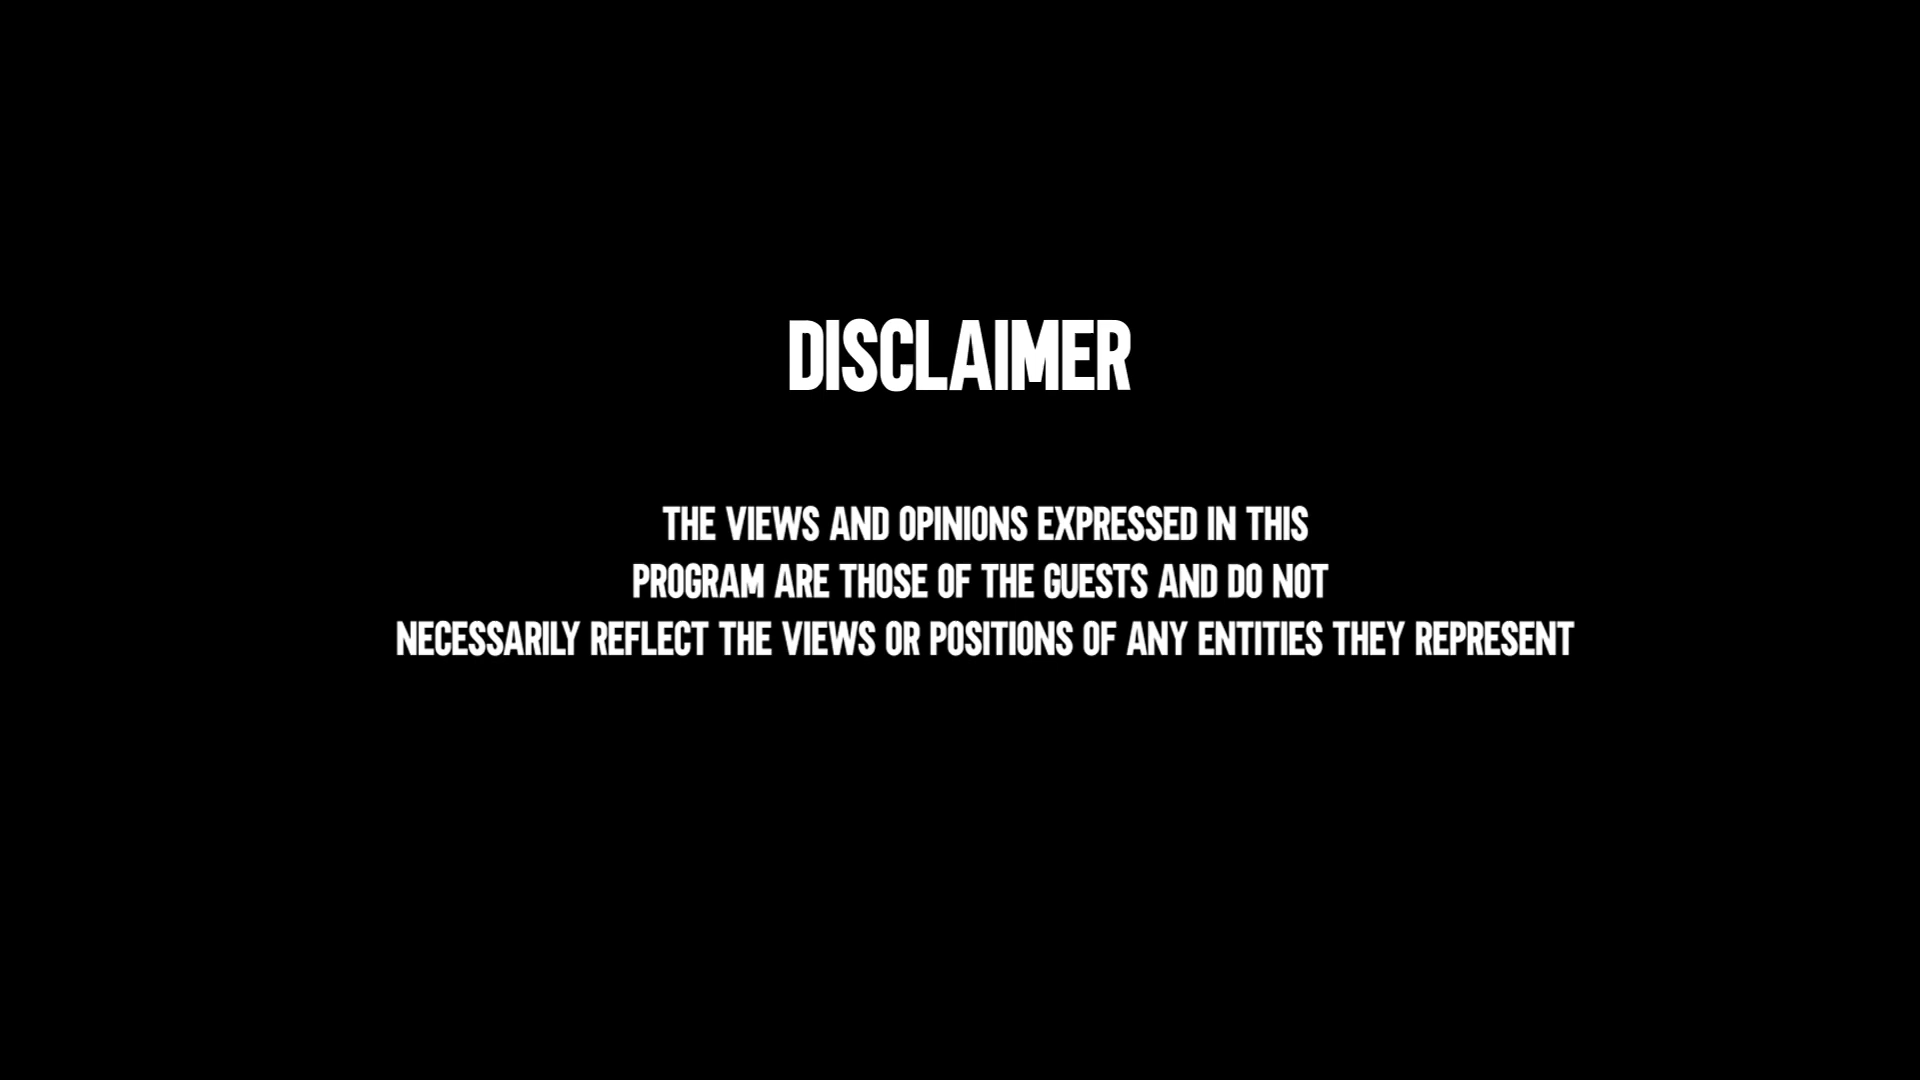 DISCLAIMER
THE VIEWS AND OPINIONS EXPRESSED IN THIS
PROGRAM ARE THOSE OF THE GUESTS AND DO NOT
NECESSARILY REFLECT THE VIEWS OR POSITIONS OF ANY ENTITIES THEY REPRESENT